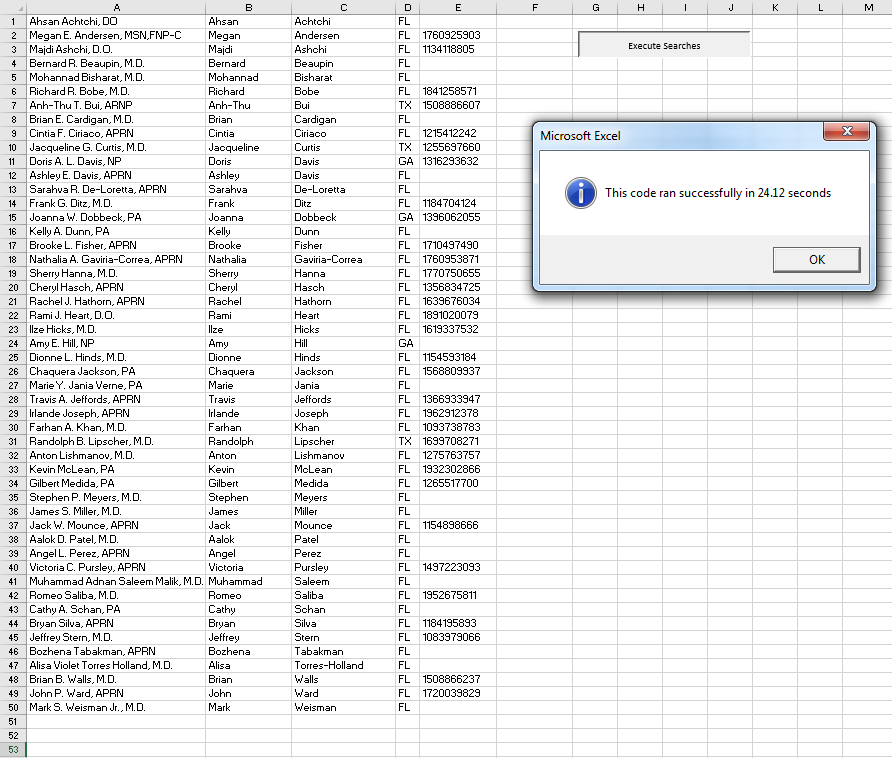 A B C D E F G H I J K L M
1 Ahsan Achtchi, DO Ahsan Achtchi FL
2 Megan E. Andersen, MSN,FNP-C Megan Andersen FL 1760925903
Execute Searches
3 Majdi Ashchi, D.O. Majdi Ashchi FL 1134118805
4 Bernard R. Beaupin, M.D. Bernard Beaupin FL
5 Mohannad Bisharat, M.D. Mohannad Bisharat FL
6 Richard R. Bobe, M.D. Richard Bobe FL 1841258571
7 Anh-Thu T. Bui, ARNP Anh-Thu Bui TX 1508886607
8 Brian E. Cardigan, M.D. Brian Cardigan FL
9 Cintia F. Ciriaco, APRN Cintia Ciriaco FL 1215412242
Microsoft Excel
10 Jacqueline G. Curtis, M.D. Jacqueline Curtis TX 1255697660
11 Doris A. L. Davis, NP Doris Davis GA 1316293632
12 Ashley E. Davis, APRN Ashley Davis FL
13 Sarahva R. De-Loretta, APRN Sarahva De-Loretta FL
This code ran successfully in 24.12 seconds
14 Frank G. Ditz, M.D. Frank Ditz FL 1184704124
15 Joanna W. Dobbeck, PA Joanna Dobbeck GA 1396062055
16 Kelly A. Dunn, PA Kelly Dunn FL
17 Brooke L. Fisher, APRN Brooke Fisher FL 1710497490
18 Nathalia A. Gaviria-Correa, APRN Nathalia Gaviria-Correa FL 1760953871
OK
19 Sherry Hanna, M.D. Sherry Hanna FL 1770750655
20 Cheryl Hasch, APRN Cheryl Hasch FL 1356834725
21 Rachel J. Hathorn, APRN Rachel Hathorn FL 1639676034
22 Rami J. Heart, D.O. Rami Heart FL 1891020079
23 Ilze Hicks, M.D. Ilze Hicks FL 1619337532
24 Amy E. Hill, NP Amy Hill GA
25 Dionne L. Hinds, M.D. Dionne Hinds FL 1154593184
26 Chaquera Jackson, PA Chaquera Jackson FL 1568809937
27 Marie Y. Jania Verne, PA Marie Jania FL
28 Travis A. Jeffords, APRN Travis Jeffords FL 1366933947
29 Irlande Joseph, APRN Irlande Joseph FL 1962912378
30 Farhan A. Khan, M.D. Farhan Khan FL 1093738783
31 Randolph B. Lipscher, M.D. Randolph Lipscher TX 1699708271
32 Anton Lishmanov, M.D. Anton Lishmanov FL 1275763757
33 Kevin McLean, PA Kevin McLean FL 1932302866
34 Gilbert Medida, PA Gilbert Medida FL 1265517700
35 Stephen P. Meyers, M.D. Stephen Meyers FL
36 James S. Miller, M.D. James Miller FL
37 Jack W. Mounce, APRN Jack Mounce FL 1154898666
38 Aalok D. Patel, M.D. Aalok Patel FL
39 Angel L. Perez, APRN Angel Perez FL
40 Victoria C. Pursley, APRN Victoria Pursley FL 1497223093
41 Muhammad Adnan Saleem Malik, M.D. Muhammad Saleem FL
42 Romeo Saliba, M.D. Romeo Saliba FL 1952675811
43 Cathy A. Schan, PA Cathy Schan FL
44 Bryan Silva, APRN Bryan Silva FL 1184195893
45 Jeffrey Stern, M.D. Jeffrey Stern FL 1083979066
46 Bozhena Tabakman, APRN Bozhena Tabakman FL
47 Alisa Violet Torres Holland, M.D. Alisa Torres-Holland FL
48 Brian B. Walls, M.D. Brian Walls FL 1508866237
49 John P. Ward, APRN John Ward FL 1720039829
50 Mark S. Weisman Jr., M.D. Mark Weisman FL
51
52
53